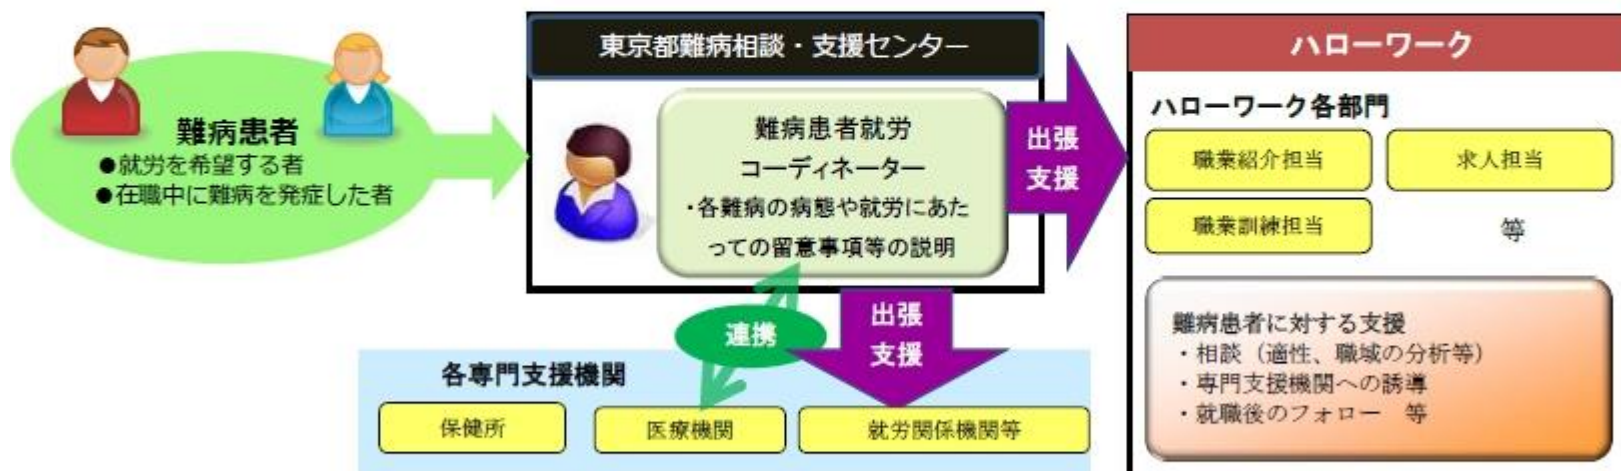 難病患者
●就労を希望する者
●在職中に難病を発症した者
東京都難病相談・支援センター
難病患者就労
コーディネーター
・各難病の病態や就労にあた
っての留意事項等の説明
出張
支援
連携
出張
支援
各専門支援機関
保健所
医療機関
就労関係機関等
ハローワーク
ハローワーク各部門
職業紹介担当
求人担当
職業訓練担当
等
難病患者に対する支援
・相談（適性、職域の分析等）
・専門支援機関への誘導
・就職後のフォロー　等